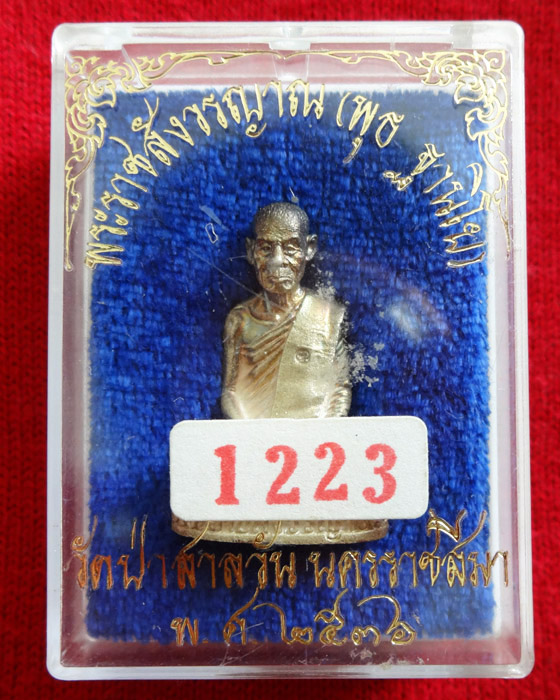 พระราชสังวรญาณ (พุธ ฐานิโย)
1223
วัดป่าสาลวัน นครราชสีมา
พ.ศ. ๒๕๓๖